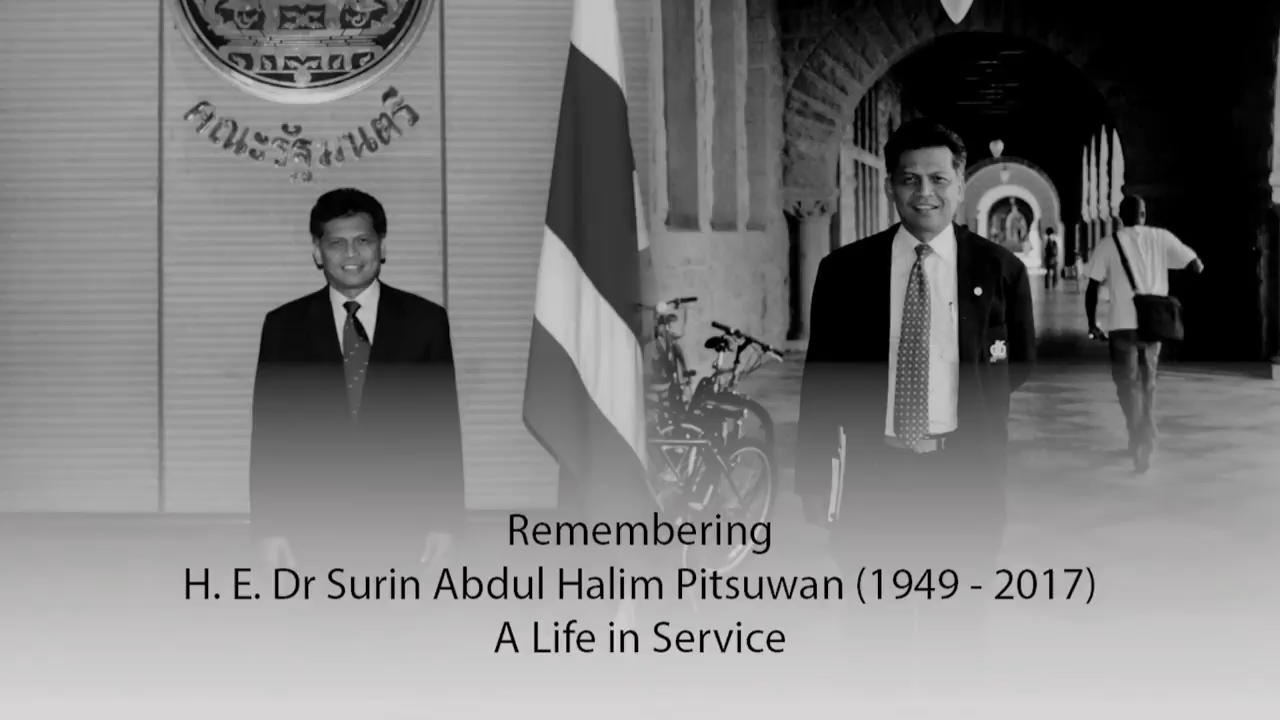 คณะรัฐมนตรี
Remembering
H. E. Dr Surin Abdul Halim Pitsuwan (1949 - 2017)
A Life in Service